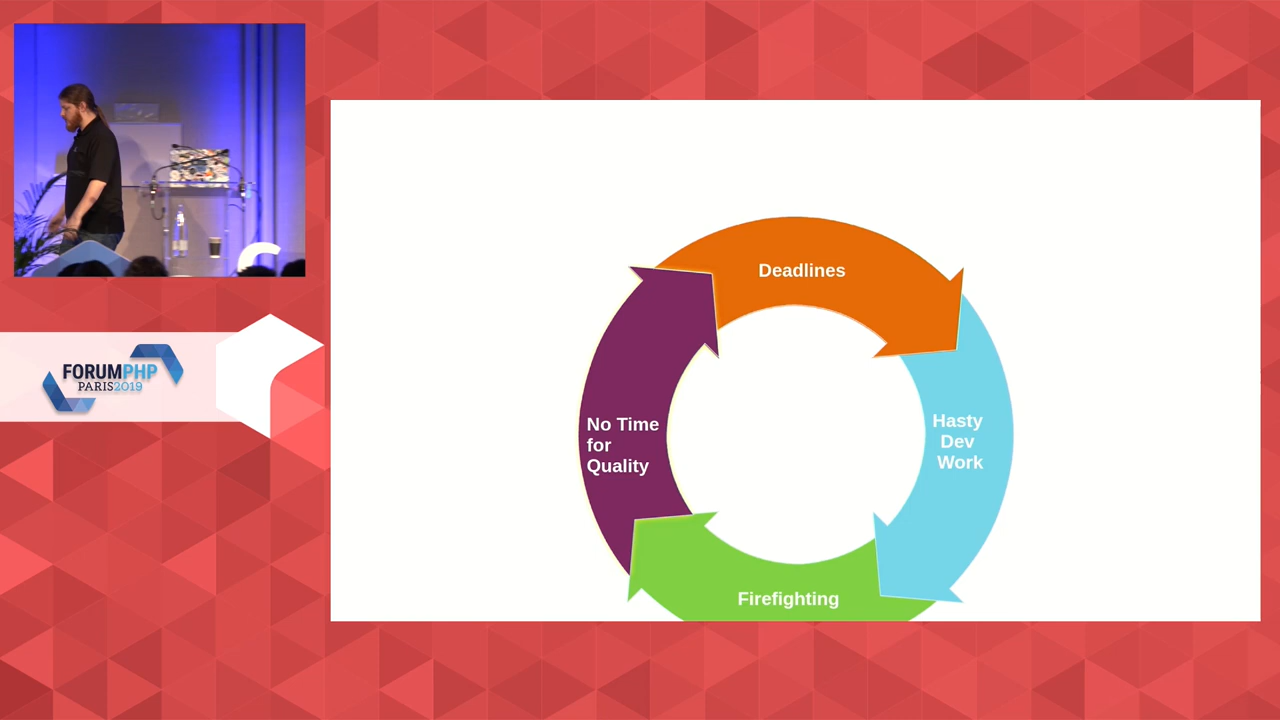 FORUMPHP
PARIS2019
Deadlines
No Time
for
Quality
Hasty
Dev
Work
Firefighting